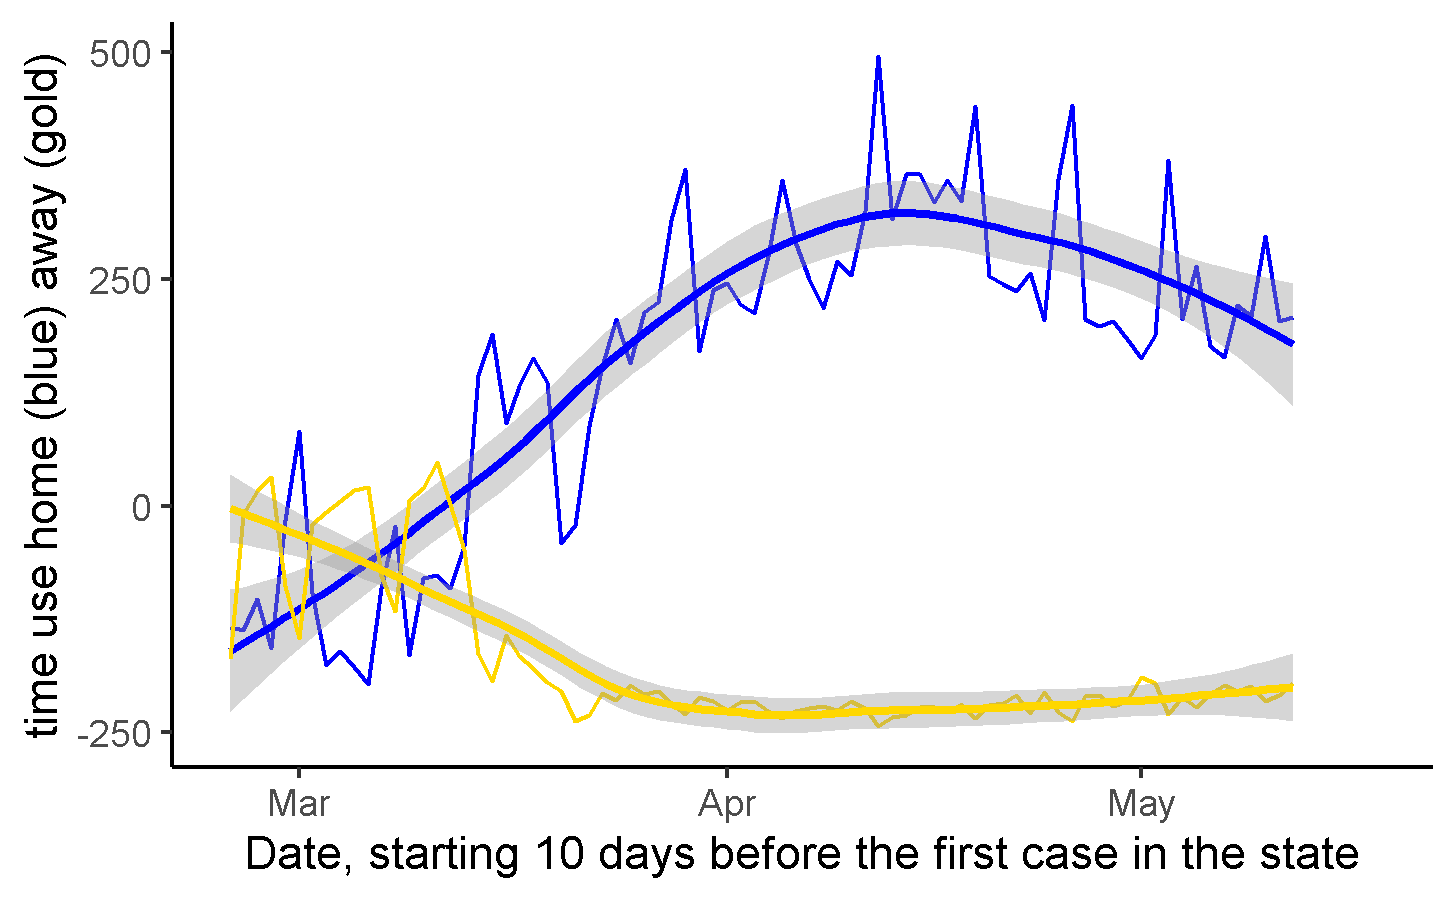 time use home (blue) away (gold)
500
250
0
-250
Mar Apr May
Date, starting 10 days before the first case in the state